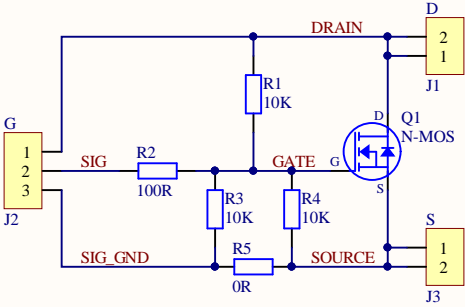 D
DRAIN
2
1
J1
R1
10K
D
Q1
N-MOS
G
S
G
1
2
3
J2
SIG
R2
100R
GATE
R3
10K
R4
10K
SIG_GND
R5
0R
SOURCE
S
1
2
J3